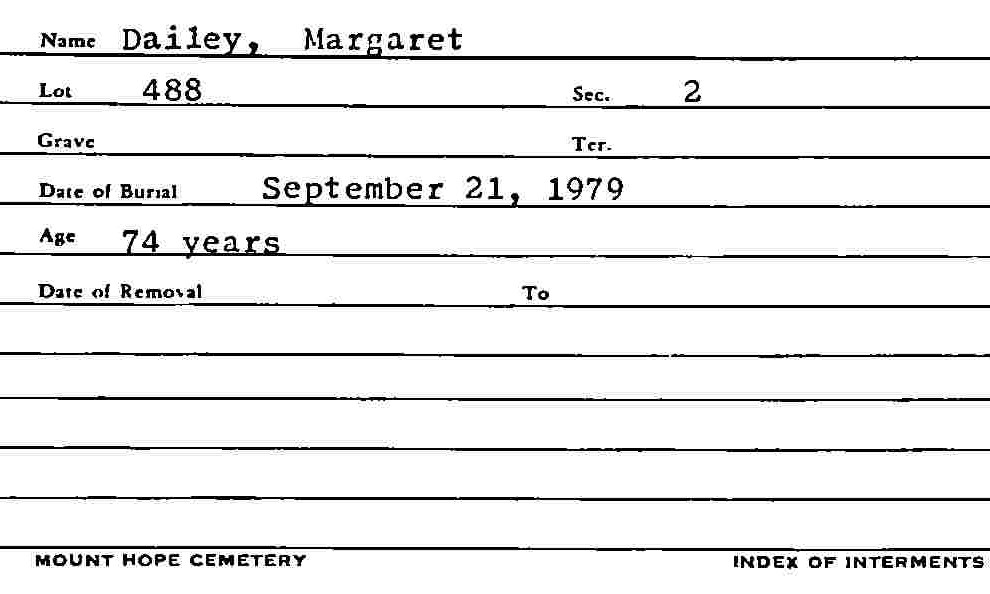 Name Dailey, Margaret
Lot 488 Sec. 2
Grave Ter.
Date of Burial September 21, 1979
Age 74 years
Date of Removal To
MOUNT HOPE CEMETERY INDEX OF INTERMENTS